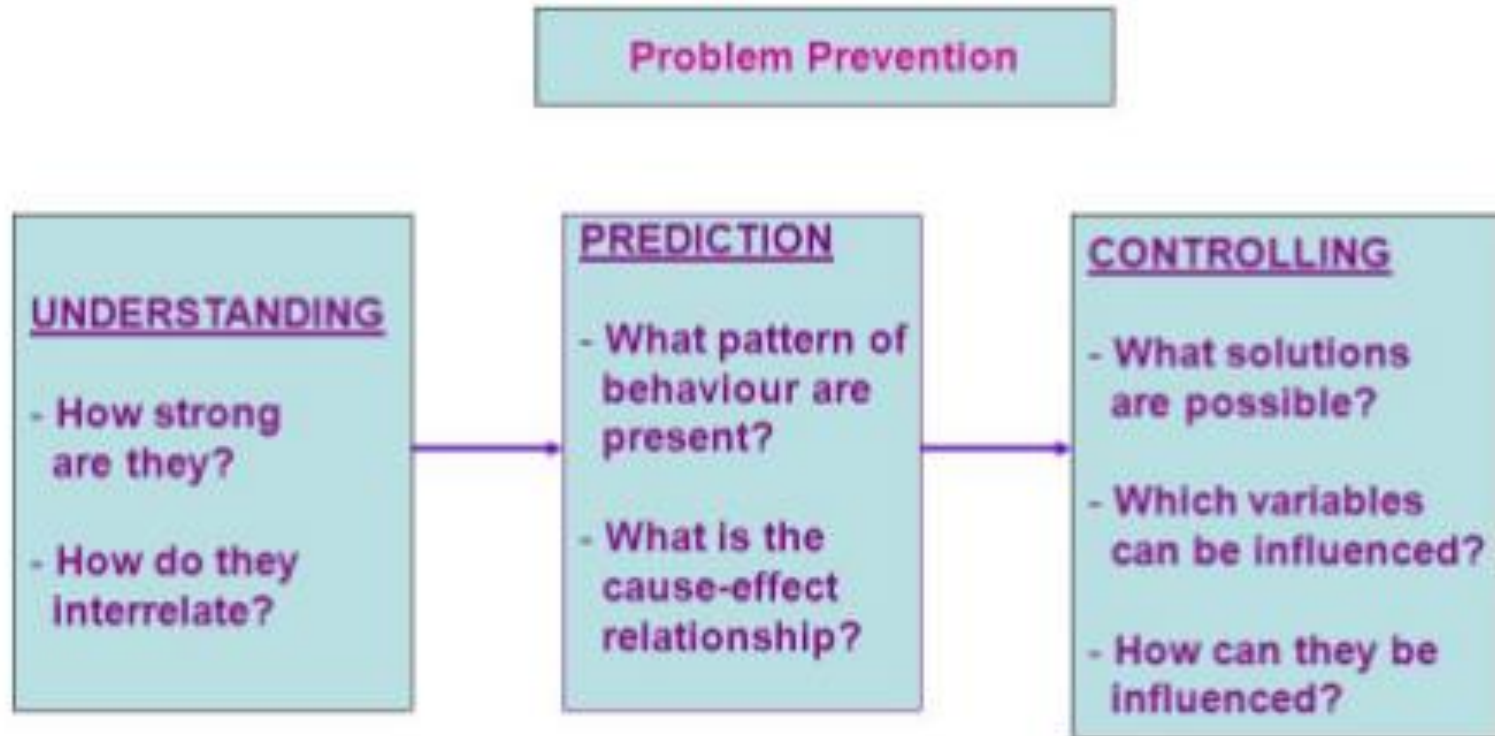 Problem Prevention
UNDERSTANDING
- How strong
are they?
- How do they
interrelate?
PREDICTION
- What pattern of
behaviour are
present?
- What is the
cause-effect
relationship?
CONTROLLING
- What solutions
are possible?
- Which variables
can be influenced?
- How can they be
influenced?